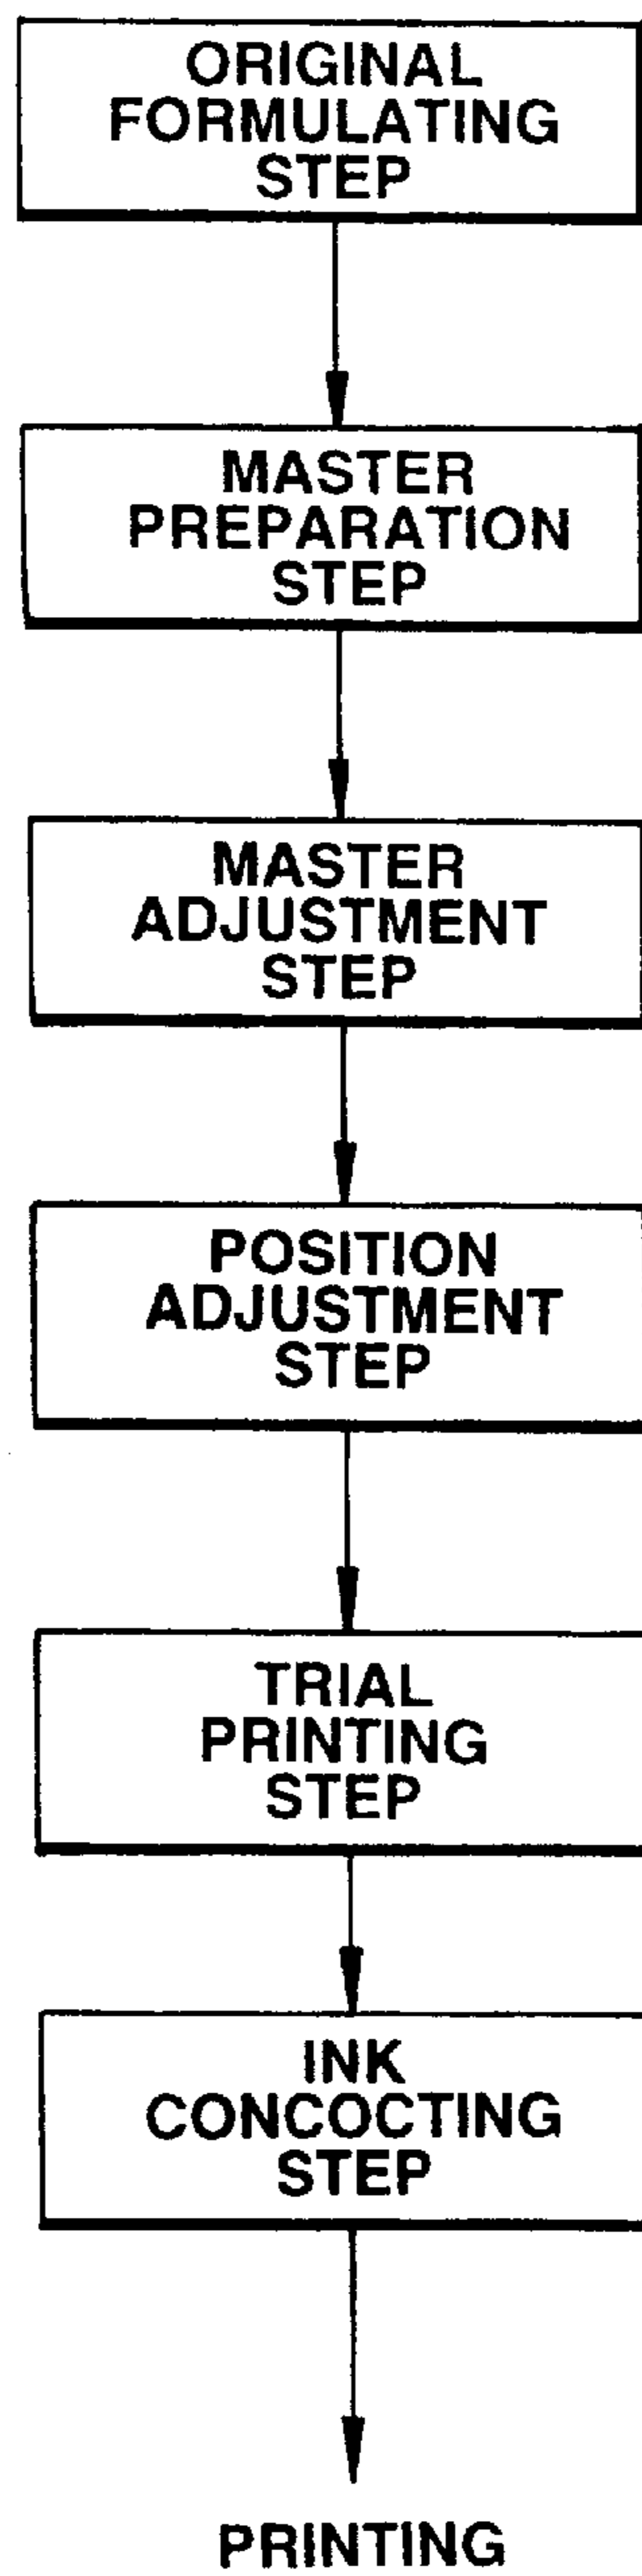 ORIGINAL
FORMULATING
STEP
MASTER
PREPARATION
STEP
MASTER
ADJUSTMENT
STEP
POSITION
ADJUSTMENT
STEP
TRIAL
PRINTING
STEP
INK
CONCOCTING
STEP
PRINTING